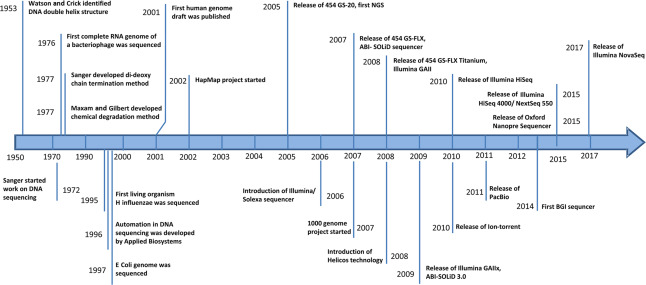 1953
Watson and Crick identified
DNA double helix structure
1976
First complete RNA genome of
a bacteriophage was sequenced
1977
Sanger developed di-deoxy
chain termination method
1977
Maxam and Gilbert developed
chemical degradation method
2001
First human genome
draft was published
2002
HapMap project started
2005
Release of 454 GS-20, first NGS
2007
Release of 454 GS-FLX,
ABI- SOLiD sequencer
2008
Release of 454 GS-FLX Titanium,
Illumina GAII
2010
Release of Illumina HiSeq
Release of Illumina
HiSeq 4000/ NextSeq 550
2015
Release of Oxford
Nanopre Sequencer
2015
2017
Release of
Illumina NovaSeq
1950
1970
1990
2000
2001
2002
2003
2004
2005
2006
2007
2008
2009
2010
2011
2012
2015
2017
Sanger started
work on DNA
sequencing
1972
1995
First living organism
H influenzae was sequenced
1996
Automation in DNA
sequencing was developed
by Applied Biosystems
1997
E Coli genome was
sequenced
Introduction of Illumina/
Solexa sequencer
2006
1000 genome
project started
2007
Introduction of
Helicos technology
2008
2009
Release of Illumina GAIIx,
ABI-SOLiD 3.0
2010
Release of Ion-torrent
2011
Release of
PacBio
2014
First BGI sequncer